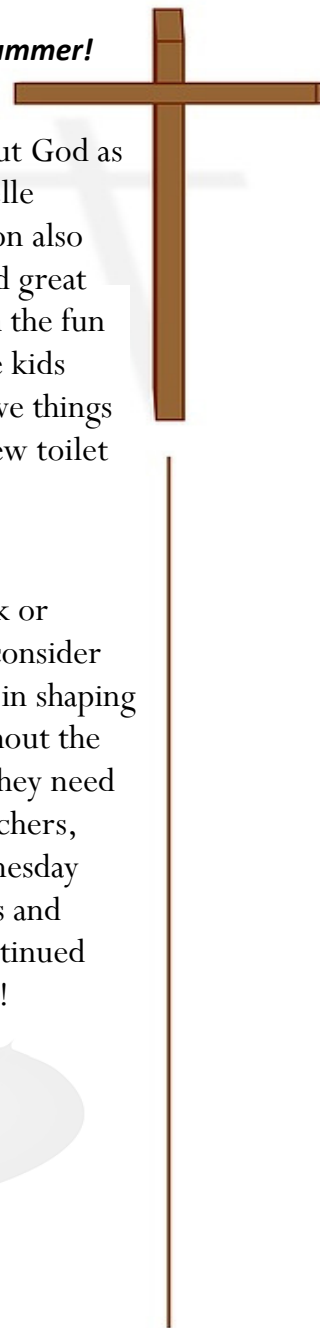 ummer!
ut God as
lle
on also
d great
the fun
kids
ve things
ew toilet
k or
consider
in shaping
hout the
hey need
chers,
nesday
s and
tinued
!